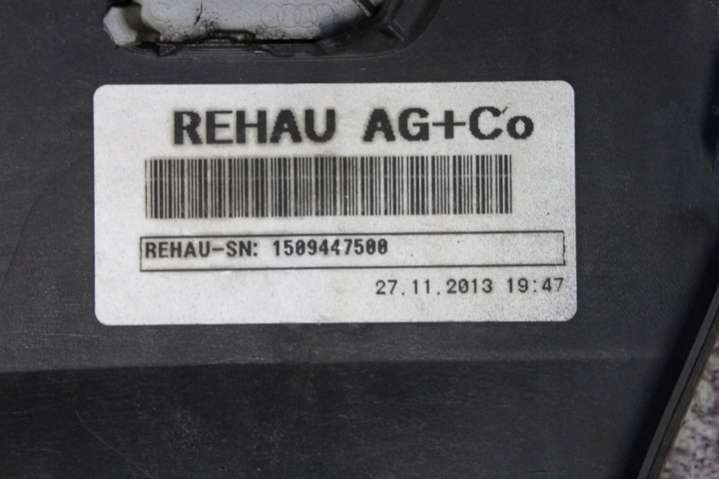 REHAU AG+Co
REHAU-SN: 1509447500
27.11.2013 19:47